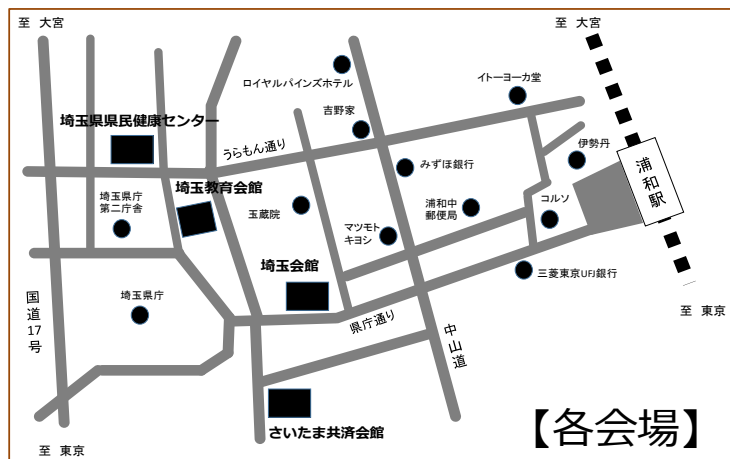 至 大宮
至 大宮
ロイヤルパインズホテル
イトーヨーカ堂
吉野家
埼玉県県民健康センター
うらもん通り
伊勢丹
みずほ銀行
浦和駅
埼玉教育会館
埼玉県庁
第二庁舎
玉蔵院
浦和中
郵便局
コルソ
マツモト
キヨシ
埼玉会館
三菱東京UFJ銀行
国道17号
埼玉県庁
県庁通り
中山道
至 東京
さいたま共済会館
【各会場】
至 東京